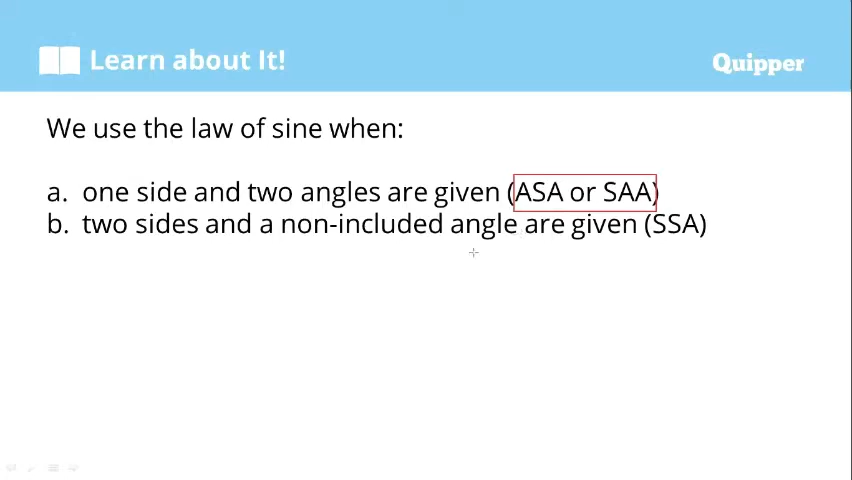 Learn about It!
Quipper
We use the law of sine when:
a. one side and two angles are given (ASA or SAA)
b. two sides and a non-included angle are given (SSA)